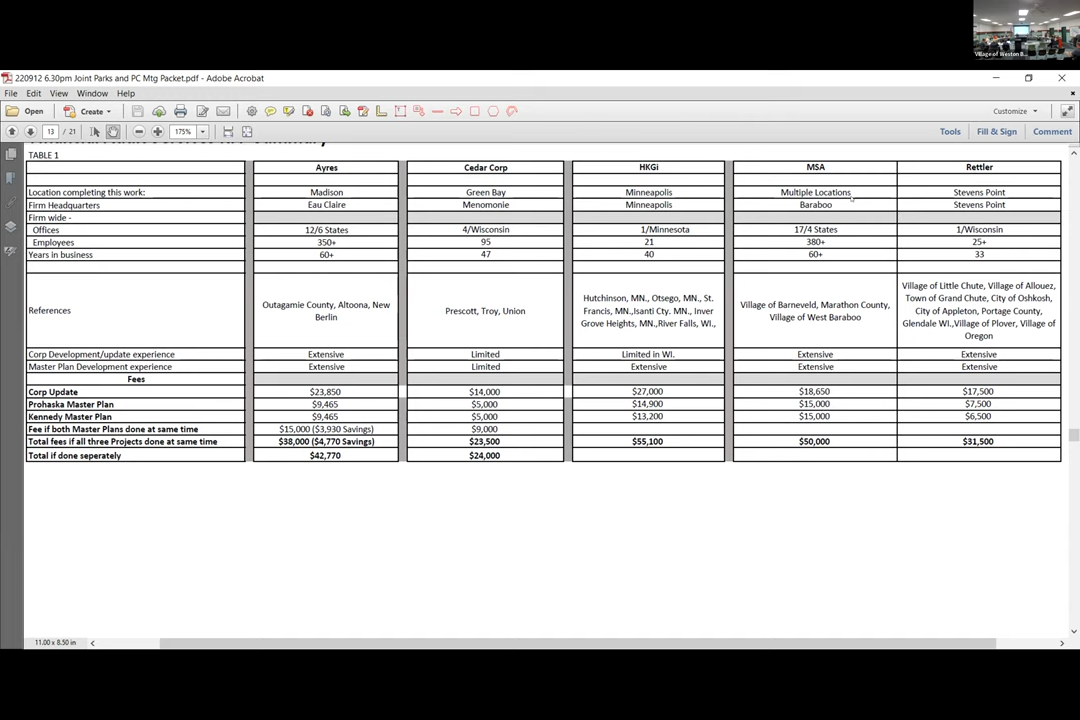 Village of Weston B
220912 6.30pm Joint Parks and PC Mtg Packet.pdf - Adobe Acrobat
File Edit View Window Help
Open Create Customize
13 / 21 175% Tools Fill & Sign Comment
TABLE 1
Ayres Cedar Corp HKGi MSA Rettler
Location completing this work: Madison Green Bay Minneapolis Multiple Locations Stevens Point
Firm Headquarters Eau Claire Menomonie Minneapolis Baraboo Stevens Point
Firm wide -
Offices 12/6 States 4/Wisconsin 1/Minnesota 17/4 States 1/Wisconsin
Employees 350+ 95 21 380+ 25+
Years in business 60+ 47 40 60+ 33
References
Outagamie County, Altoona, New
Berlin
Prescott, Troy, Union
Hutchinson, MN., Otsego, MN., St.
Francis, MN.,Isanti Cty. MN., Inver
Grove Heights, MN.,River Falls, WI.,
Village of Barneveld, Marathon County,
Village of West Baraboo
Village of Little Chute, Village of Allouez,
Town of Grand Chute, City of Oshkosh,
City of Appleton, Portage County,
Glendale WI.,Village of Plover, Village of
Oregon
Corp Development/update experience Extensive Limited Limited in WI. Extensive Extensive
Master Plan Development experience Extensive Limited Extensive Extensive Extensive
Fees
Corp Update $23,850 $14,000 $27,000 $18,650 $17,500
Prohaska Master Plan $9,465 $5,000 $14,900 $15,000 $7,500
Kennedy Master Plan $9,465 $5,000 $13,200 $15,000 $6,500
Fee if both Master Plans done at same time $15,000 ($3,930 Savings) $9,000
Total fees if all three Projects done at same time $38,000 ($4,770 Savings) $23,500 $55,100 $50,000 $31,500
Total if done seperately $42,770 $24,000
11.00 x 8.50 in